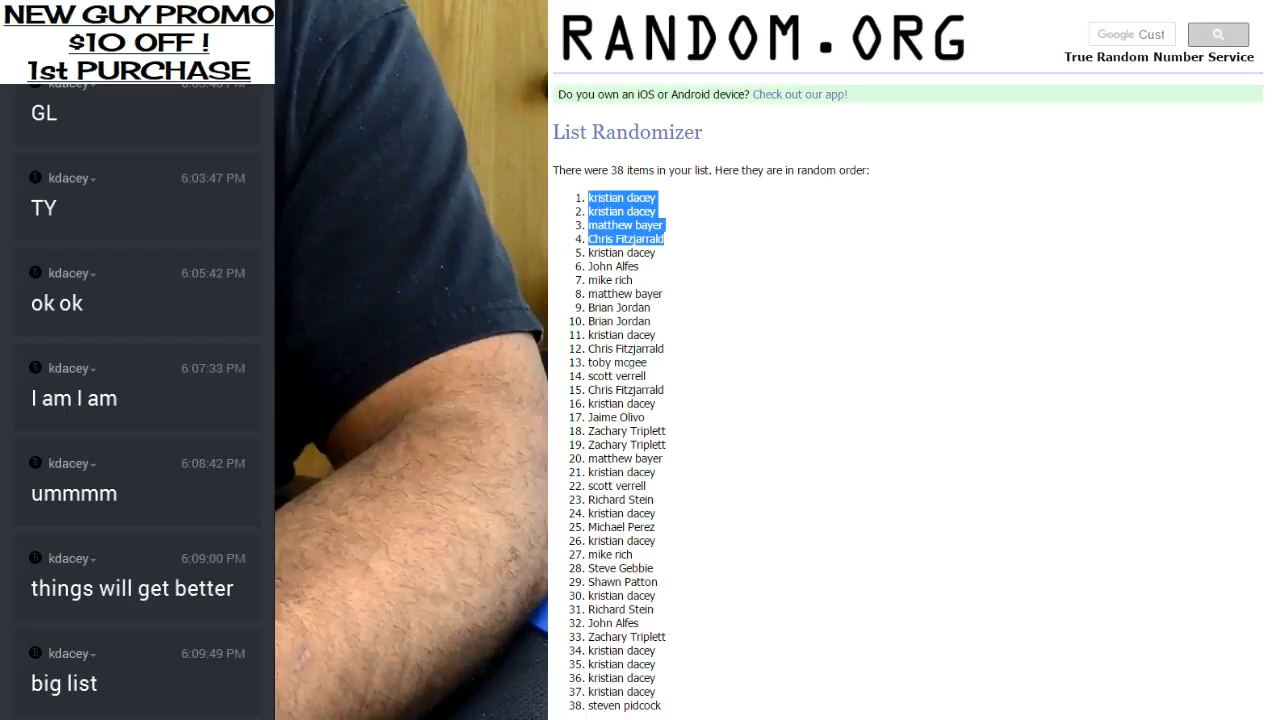 NEW GUY PROMO
$10 OFF !
1st PURCHASE
GL
kdacey 6:03:47 PM
TY
kdacey 6:05:42 PM
ok ok
kdacey 6:07:33 PM
I am I am
kdacey 6:08:42 PM
ummmm
kdacey 6:09:00 PM
things will get better
kdacey 6:09:49 PM
big list
RANDOM.ORG
Google Cust
True Random Number Service
Do you own an iOS or Android device? Check out our app!
List Randomizer
There were 38 items in your list. Here they are in random order:
1. kristian dacey
2. kristian dacey
3. matthew bayer
4. Chris Fitzjarrald
5. kristian dacey
6. John Alfes
7. mike rich
8. matthew bayer
9. Brian Jordan
10. Brian Jordan
11. kristian dacey
12. Chris Fitzjarrald
13. toby mcgee
14. scott verrell
15. Chris Fitzjarrald
16. kristian dacey
17. Jaime Olivo
18. Zachary Triplett
19. Zachary Triplett
20. matthew bayer
21. kristian dacey
22. scott verrell
23. Richard Stein
24. kristian dacey
25. Michael Perez
26. kristian dacey
27. mike rich
28. Steve Gebbie
29. Shawn Patton
30. kristian dacey
31. Richard Stein
32. John Alfes
33. Zachary Triplett
34. kristian dacey
35. kristian dacey
36. kristian dacey
37. kristian dacey
38. steven pidcock